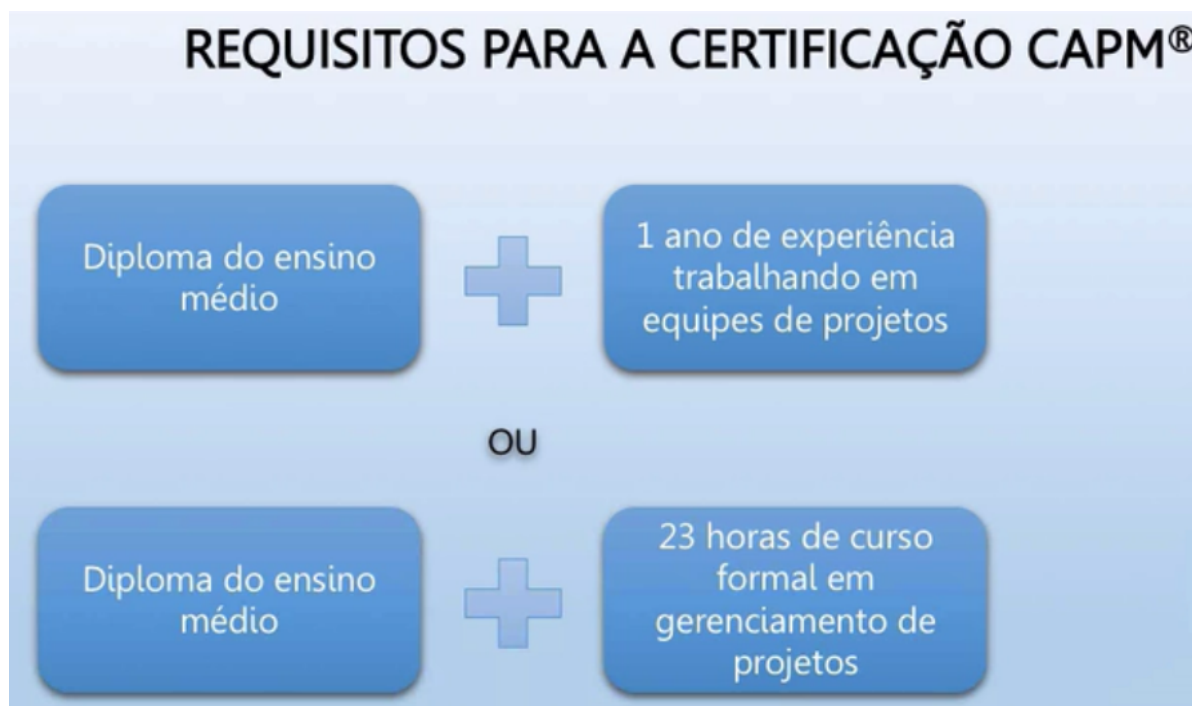 REQUISITOS PARA A CERTIFICAÇÃO CAPM®
Diploma do ensino
médio
1 ano de experiência
trabalhando em
equipes de projetos
OU
Diploma do ensino
médio
23 horas de curso
formal em
gerenciamento de
projetos